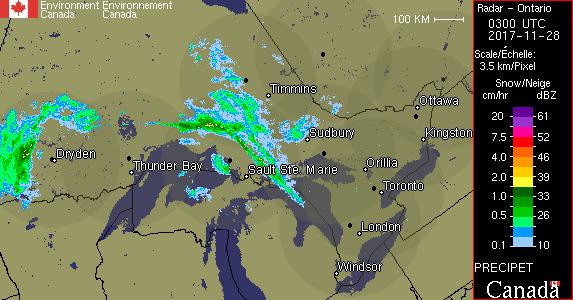 Environment Environnement
Canada Canada
100 KM
Timmins
Ottawa
Sudbury
Kingston
Dryden
Thunder Bay
Sault Ste. Marie
Orillia
Toronto
London
Windsor
Radar - Ontario
0300 UTC
2017-11-28
Scale/Échelle:
3.5 km/Pixel
Snow/Neige
cm/hr dBZ
20 61
7.5 52
4.0 46
2.0 39
1.0 33
0.5 26
0.1 10
PRECIPET
Canada